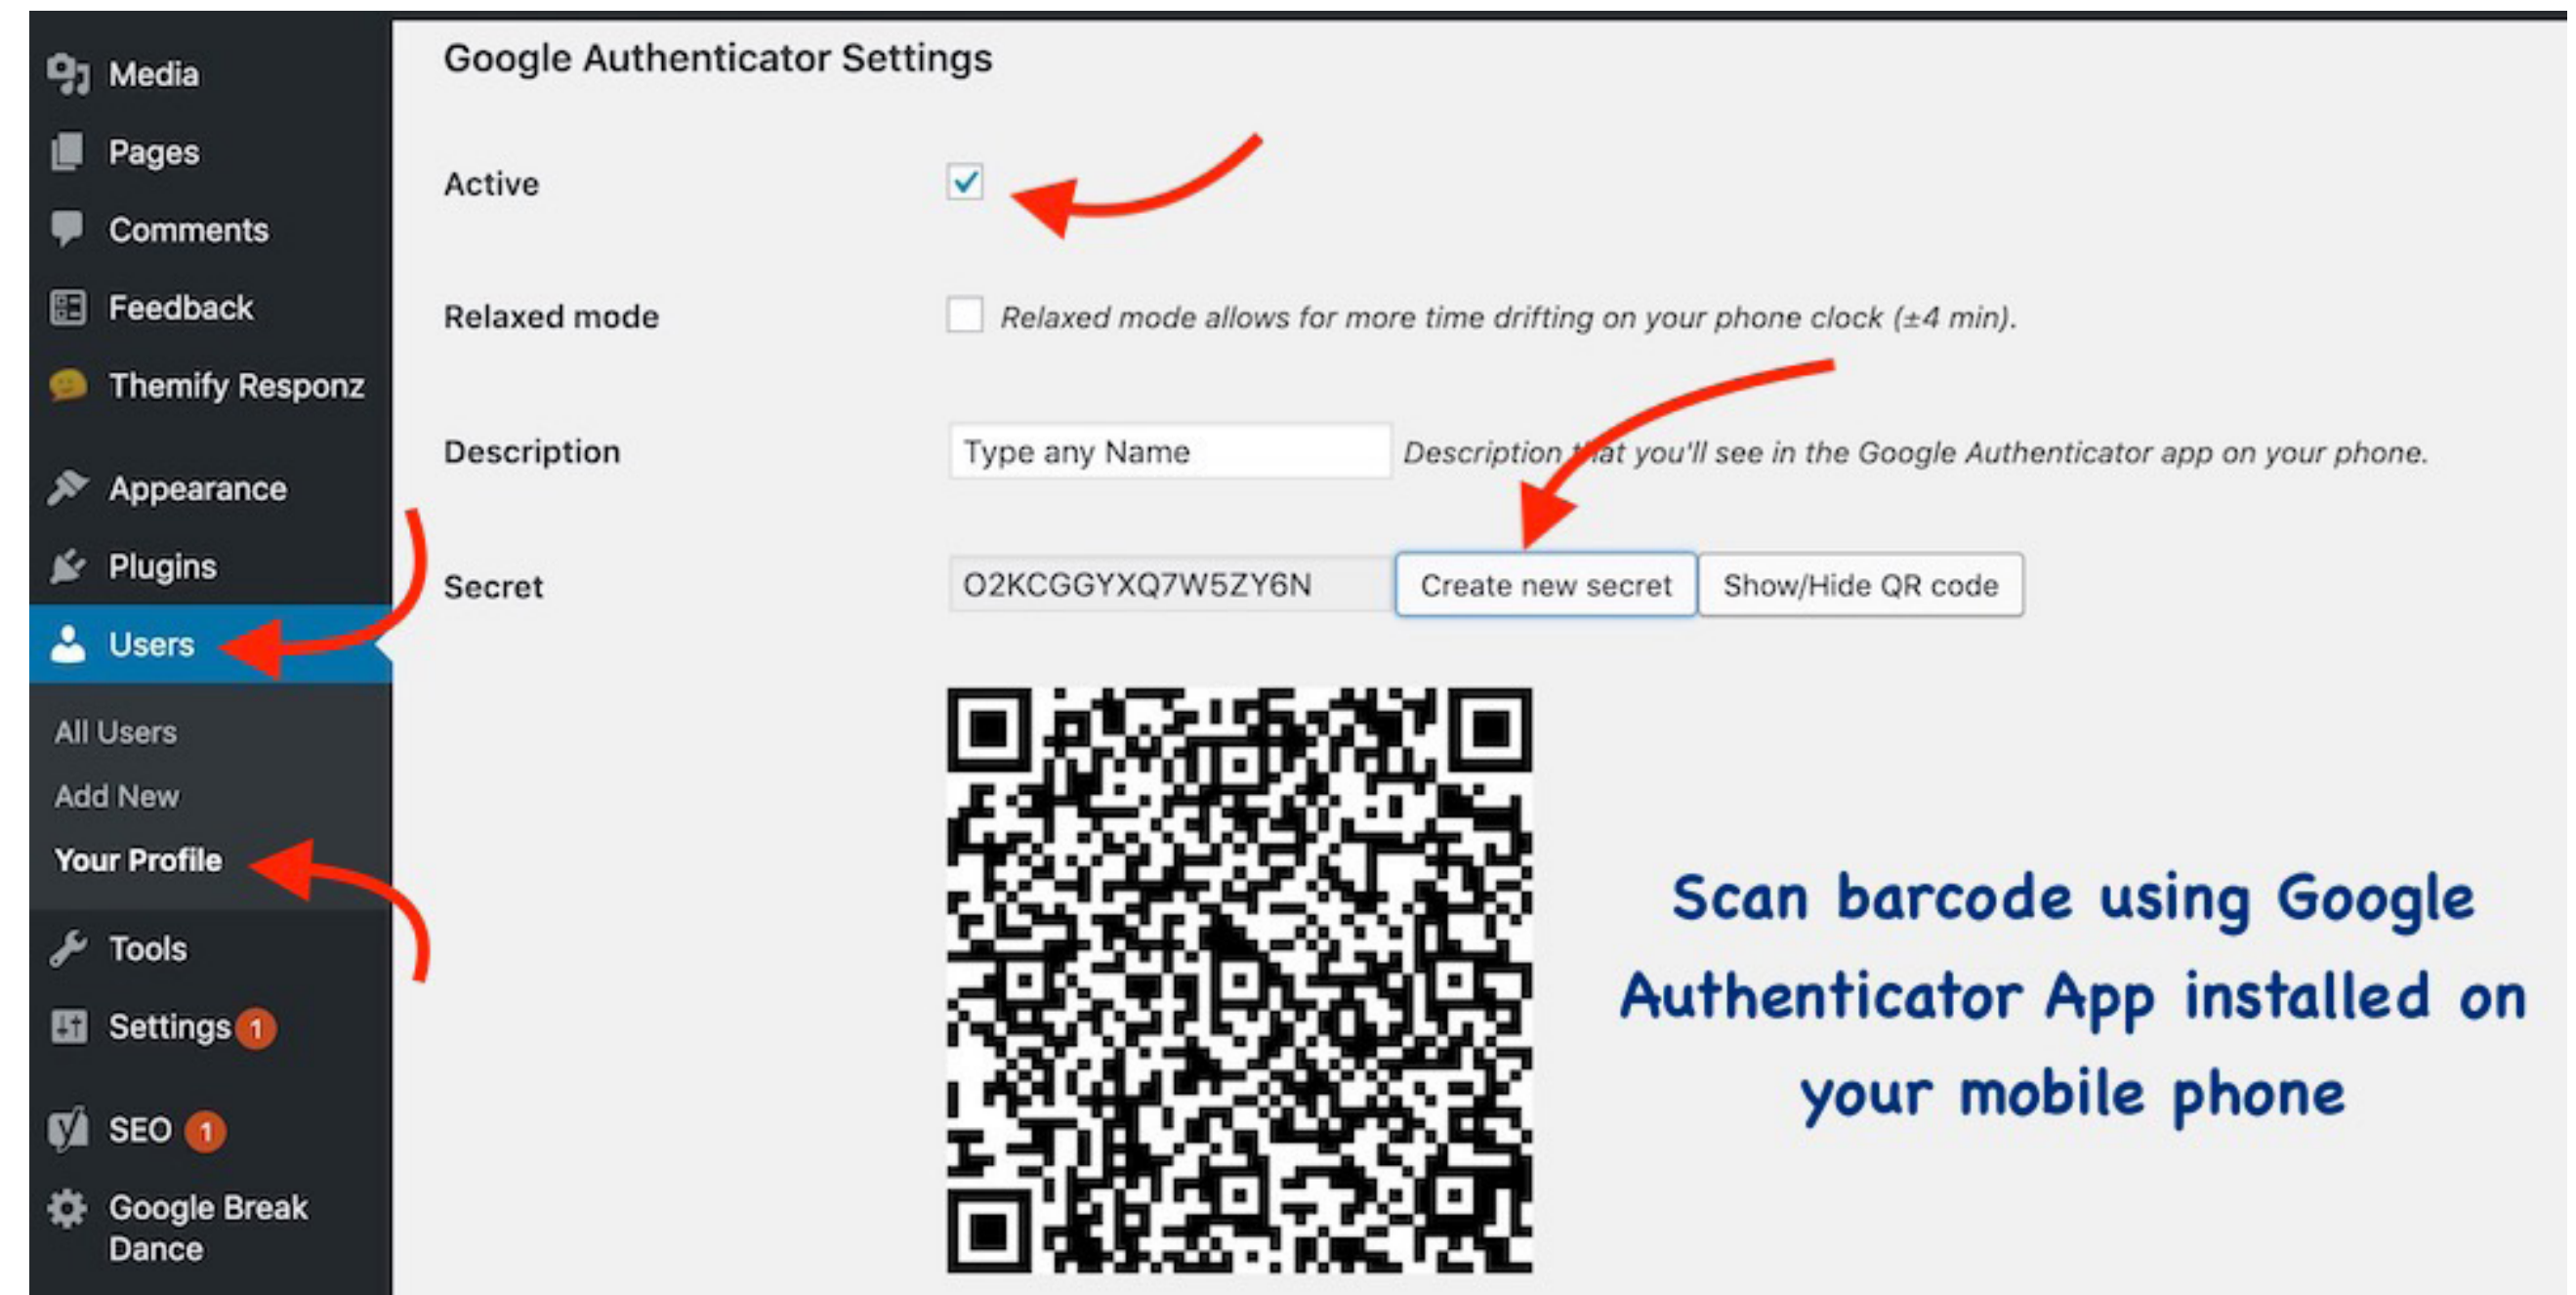 Media
Pages
Comments
Feedback
Themify Responz
Appearance
Plugins
Users
All Users
Add New
Your Profile
Tools
Settings 1
SEO 1
Google Break
Dance
Google Authenticator Settings
Active
Relaxed mode
Relaxed mode allows for more time drifting on your phone clock (±4 min).
Description
Type any Name
Description that you'll see in the Google Authenticator app on your phone.
Secret
O2KCGGYXQ7W5ZY6N
Create new secret
Show/Hide QR code
Scan barcode using Google
Authenticator App installed on
your mobile phone